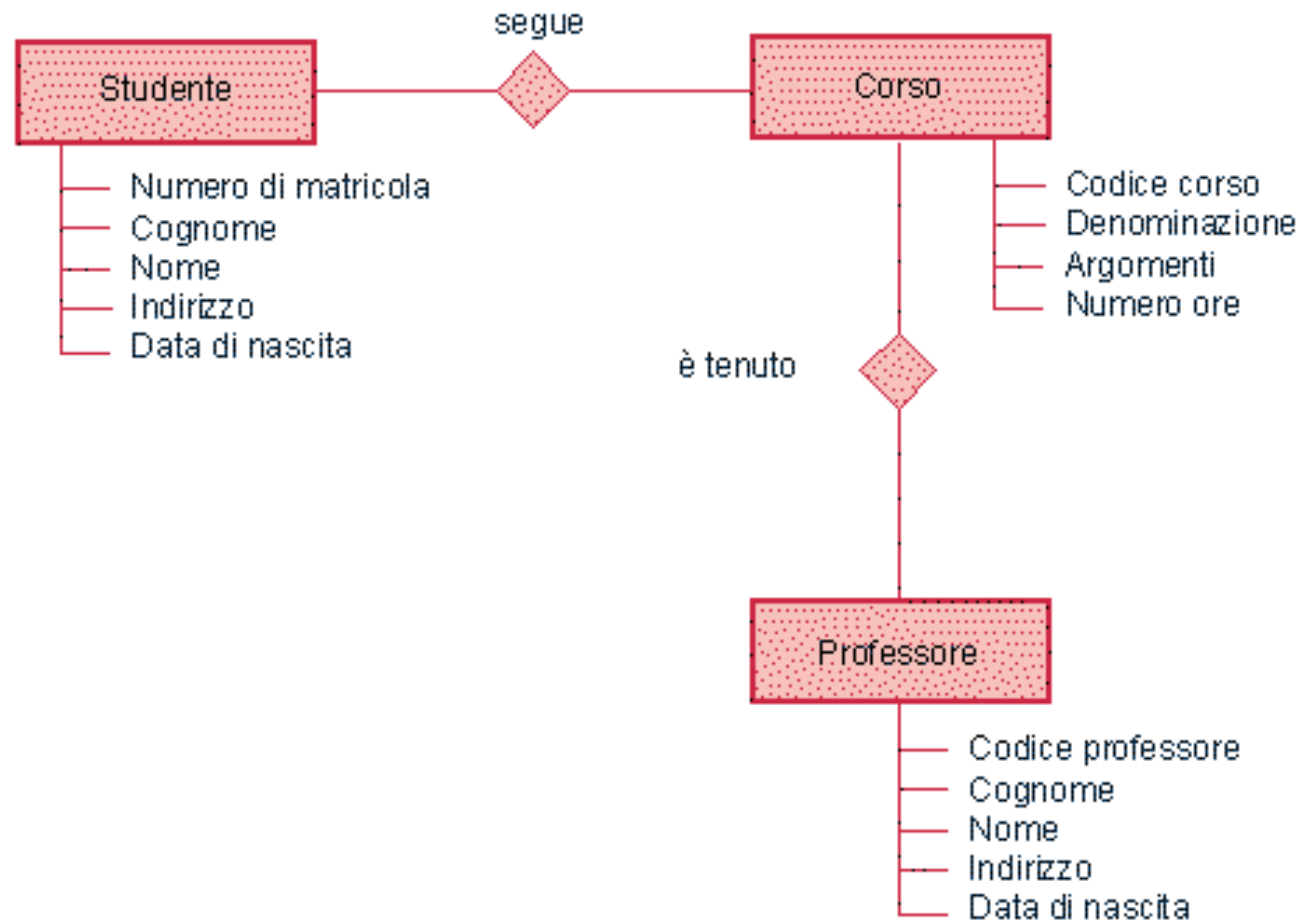 segue
Studente
Corso
Numero di matricola
Cognome
Nome
Indirizzo
Data di nascita
Codice corso
Denominazione
Argomenti
Numero ore
è tenuto
Professore
Codice professore
Cognome
Nome
Indirizzo
Data di nascita